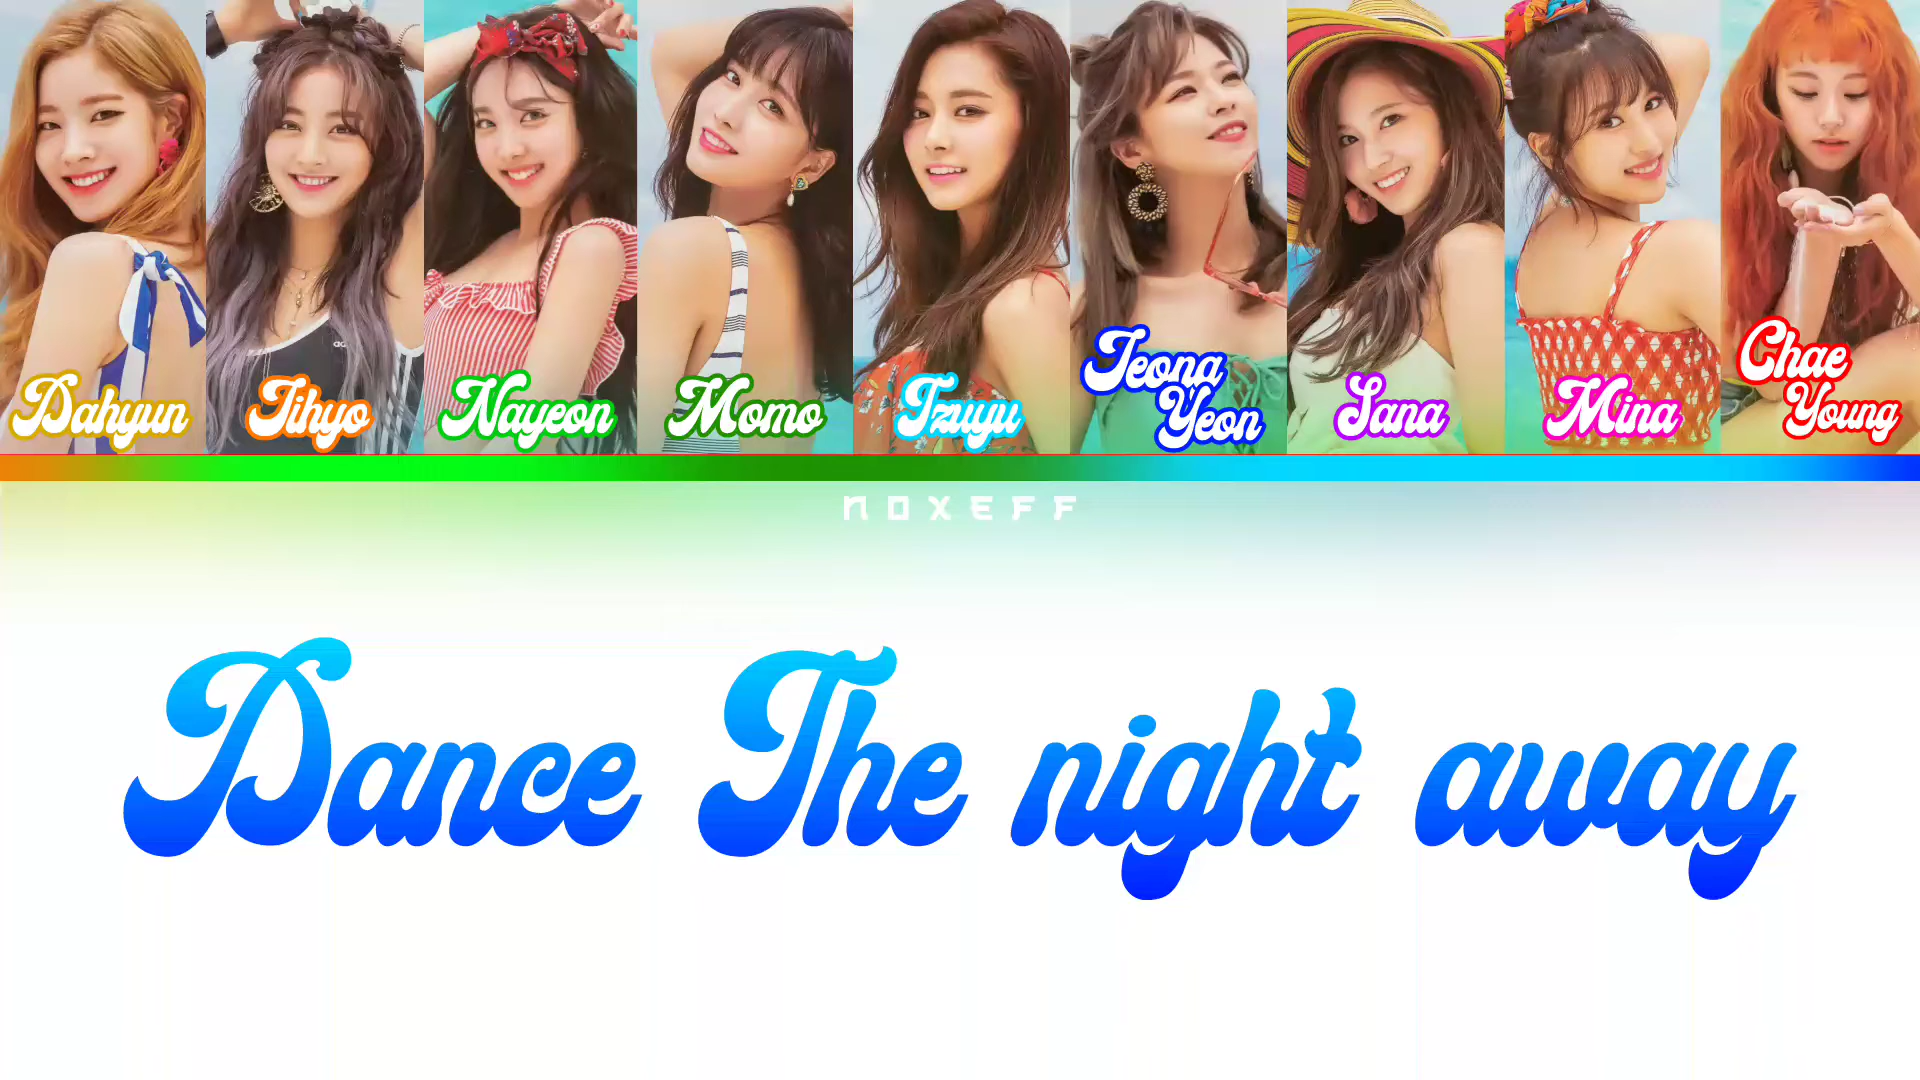 Dahyun
Jihyo
Nayeon
Momo
Tzuyu
Jeong
Yeon
Sana
Mina
Chae
Young
NOXEFF
Dance The night away